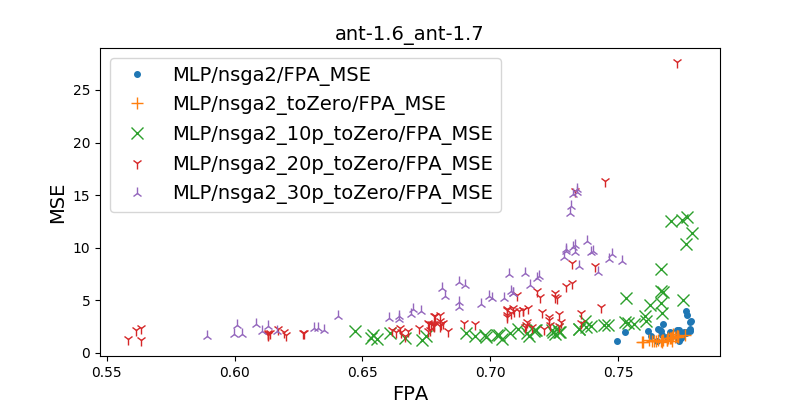 ant-1.6_ant-1.7
MLP/nsga2/FPA_MSE
MLP/nsga2_toZero/FPA_MSE
MLP/nsga2_10p_toZero/FPA_MSE
MLP/nsga2_20p_toZero/FPA_MSE
MLP/nsga2_30p_toZero/FPA_MSE
MSE
25
20
15
10
5
0
0.55
0.60
0.65
0.70
0.75
FPA